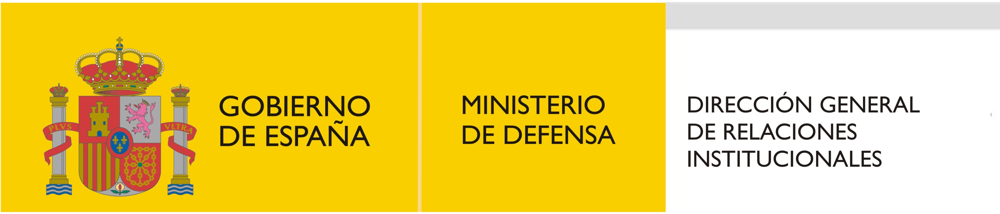 PLVS VLTRA
GOBIERNO
DE ESPAÑA
MINISTERIO
DE DEFENSA
DIRECCIÓN GENERAL
DE RELACIONES
INSTITUCIONALES